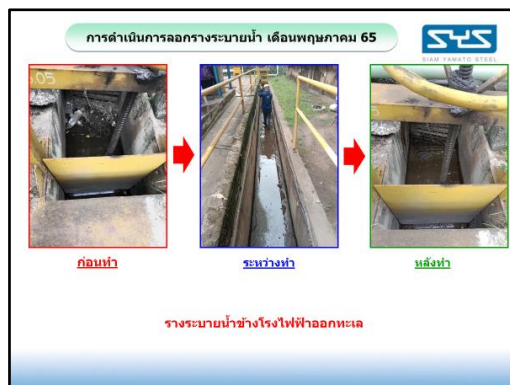 การดำเนินการลอกรางระบายน้ำ เดือนพฤษภาคม 65
SYS
SIAM YAMATO STEEL
ก่อนทำ
ระหว่างทำ
หลังทำ
รางระบายน้ำข้างโรงไฟฟ้าออกทะเล